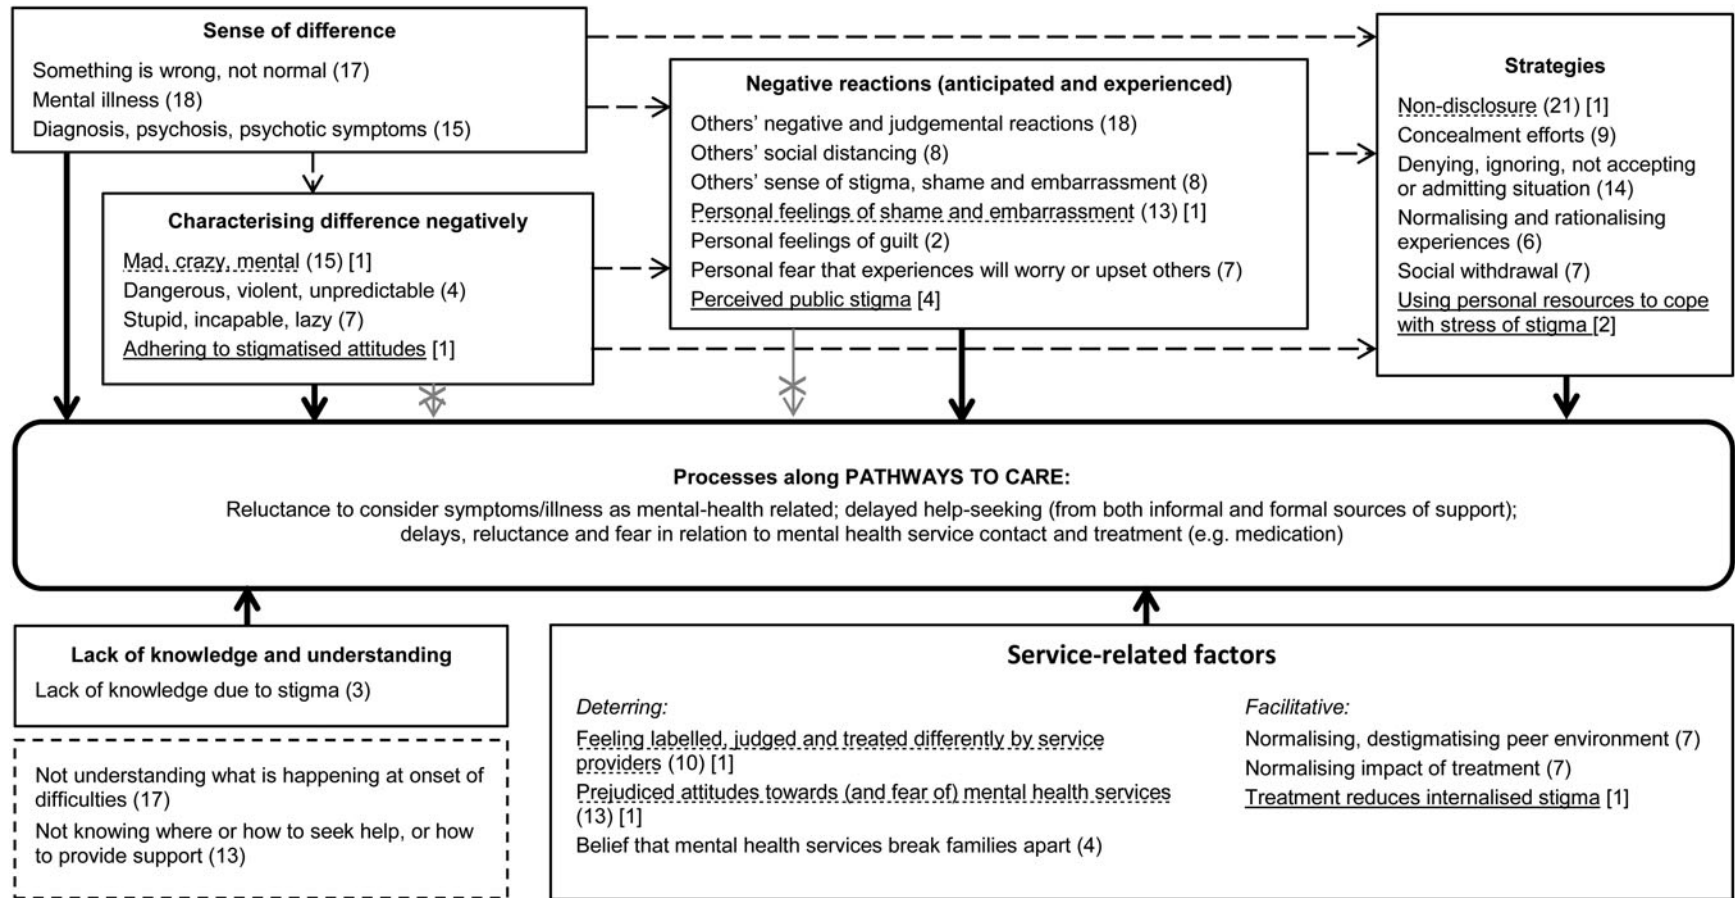 Sense of difference
Something is wrong, not normal (17)
Mental illness (18)
Diagnosis, psychosis, psychotic symptoms (15)
Characterising difference negatively
Mad, crazy, mental (15) [1]
Dangerous, violent, unpredictable (4)
Stupid, incapable, lazy (7)
Adhering to stigmatised attitudes [1]
Negative reactions (anticipated and experienced)
Others’ negative and judgemental reactions (18)
Others’ social distancing (8)
Others’ sense of stigma, shame and embarrassment (8)
Personal feelings of shame and embarrassment (13) [1]
Personal feelings of guilt (2)
Personal fear that experiences will worry or upset others (7)
Perceived public stigma [4]
Strategies
Non-disclosure (21) [1]
Concealment efforts (9)
Denying, ignoring, not accepting
or admitting situation (14)
Normalising and rationalising
experiences (6)
Social withdrawal (7)
Using personal resources to cope
with stress of stigma [2]
Processes along PATHWAYS TO CARE:
Reluctance to consider symptoms/illness as mental-health related; delayed help-seeking (from both informal and formal sources of support);
delays, reluctance and fear in relation to mental health service contact and treatment (e.g. medication)
Lack of knowledge and understanding
Lack of knowledge due to stigma (3)
Not understanding what is happening at onset of
difficulties (17)
Not knowing where or how to seek help, or how
to provide support (13)
Service-related factors
Deterring:
Feeling labelled, judged and treated differently by service
providers (10) [1]
Prejudiced attitudes towards (and fear of) mental health services
(13) [1]
Belief that mental health services break families apart (4)
Facilitative:
Normalising, destigmatising peer environment (7)
Normalising impact of treatment (7)
Treatment reduces internalised stigma [1]